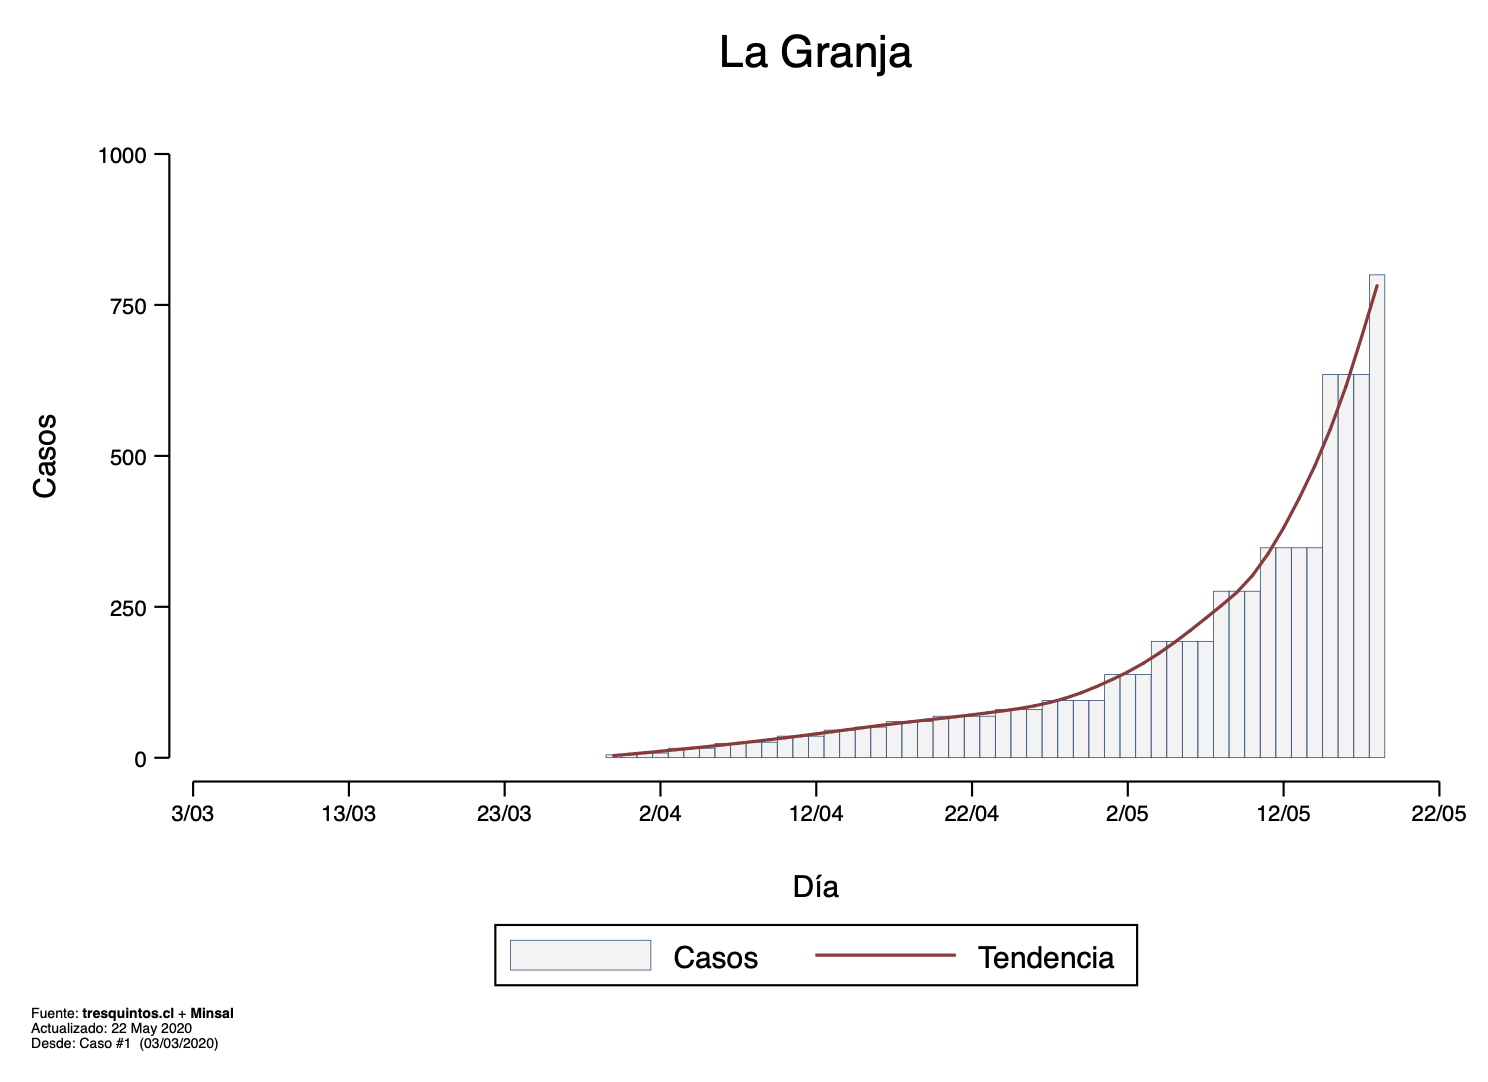 La Granja
1000
750
500
250
0
Casos
3/03 13/03 23/03 2/04 12/04 22/04 2/05 12/05 22/05
Día
Casos Tendencia
Fuente: tresquintos.cl + Minsal
Actualizado: 22 May 2020
Desde: Caso #1 (03/03/2020)